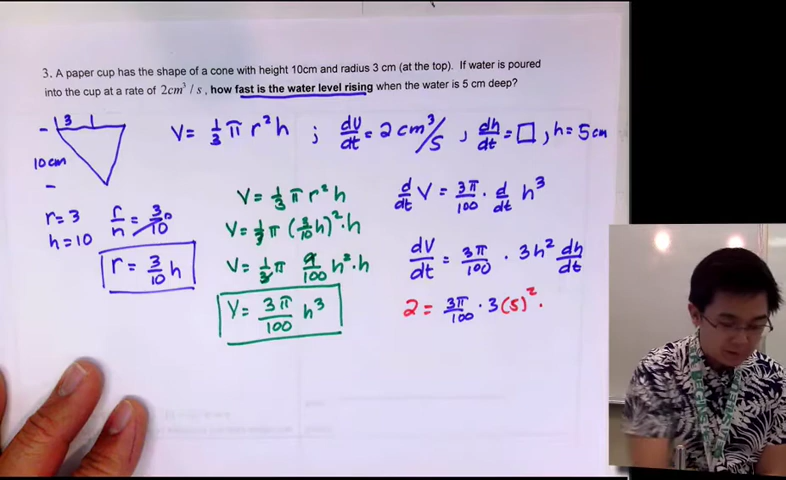 3. A paper cup has the shape of a cone with height 10cm and radius 3 cm (at the top). If water is poured
into the cup at a rate of 2cm³ / s, how fast is the water level rising when the water is 5 cm deep?
3
10cm
V = 1/3 π r²h ; dV/dt = 2 cm³/s, dh/dt = □, h = 5cm
r = 3
h = 10
r/h = 3/10
r = 3/10 h
V = 1/3 π r² h
V = 1/3 π (3/10 h)² · h
V = 1/3 π 9/100 h² · h
V = 3π/100 h³
d/dt V = 3π/100 · d/dt h³
dV/dt = 3π/100 · 3h² dh/dt
2 = 3π/100 · 3(5)² ·